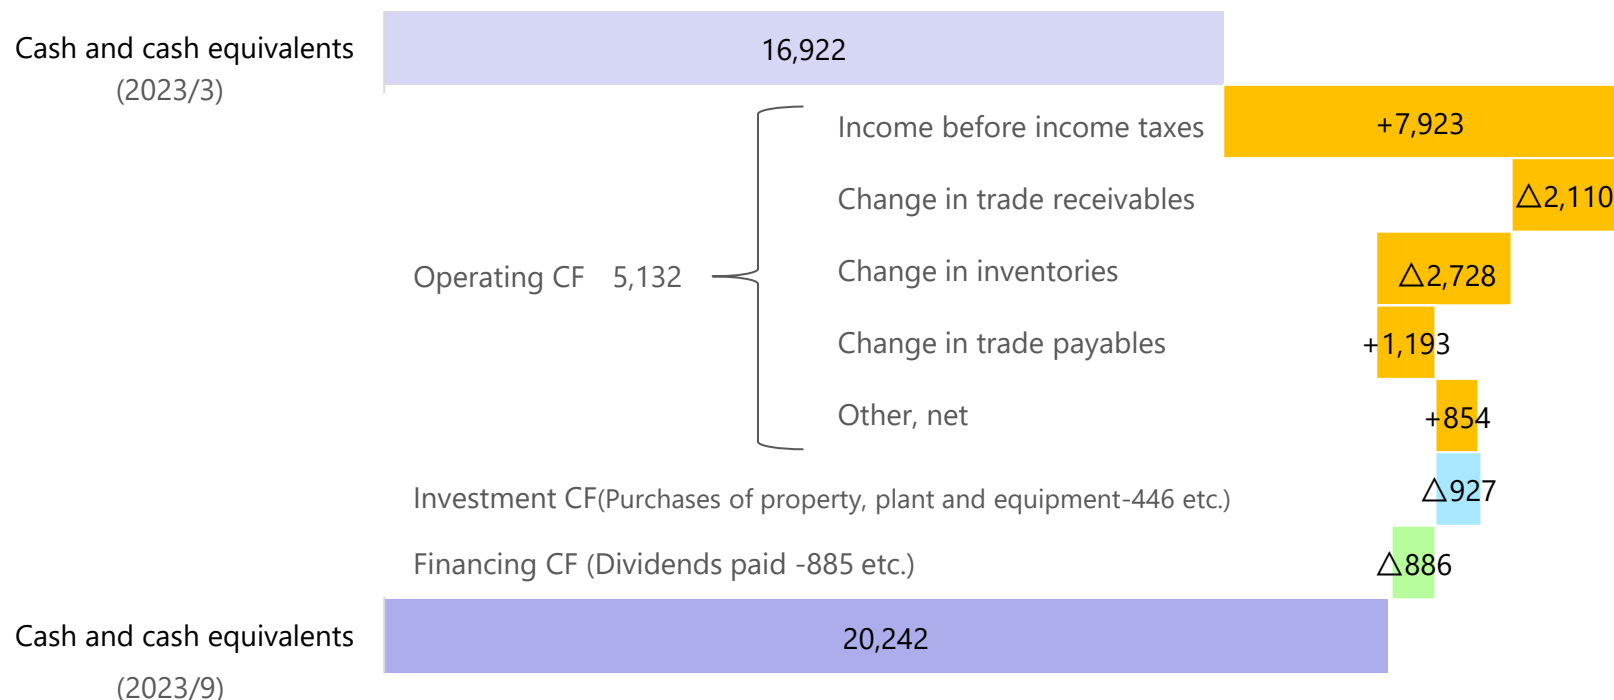 Cash and cash equivalents
(2023/3)
16,922
Income before income taxes
+7,923
Change in trade receivables
△2,110
Operating CF 5,132
Change in inventories
△2,728
Change in trade payables
+1,193
Other, net
+854
Investment CF(Purchases of property, plant and equipment-446 etc.)
△927
Financing CF (Dividends paid -885 etc.)
△886
Cash and cash equivalents
(2023/9)
20,242